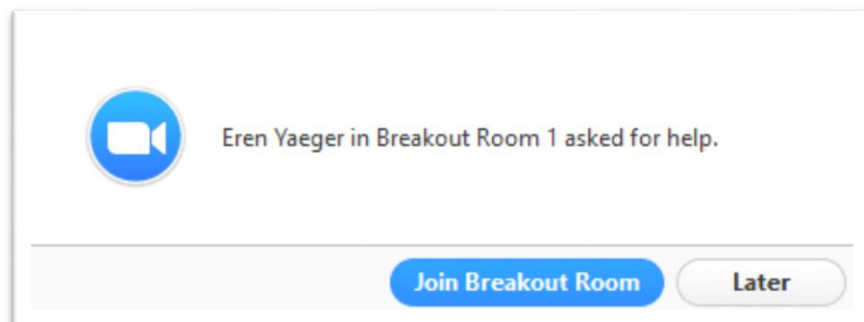 Eren Yaeger in Breakout Room 1 asked for help.
Join Breakout Room
Later